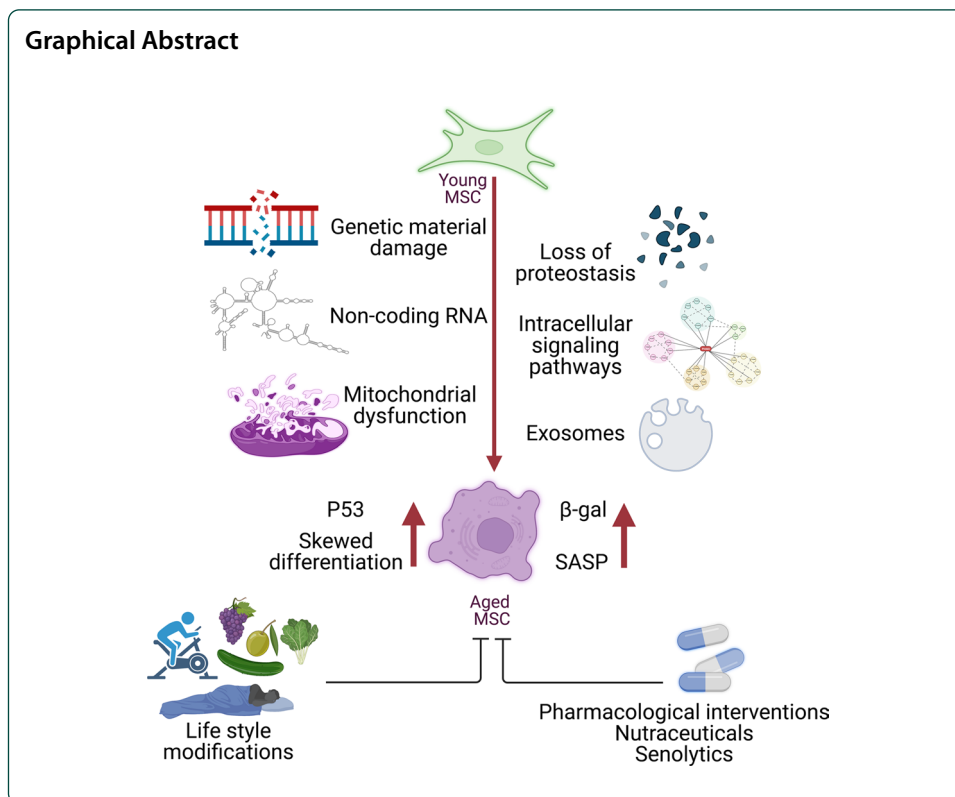 Graphical Abstract
Young
MSC
Genetic material
damage
Non-coding RNA
Mitochondrial
dysfunction
Loss of
proteostasis
Intracellular
signaling
pathways
Exosomes
P53
Skewed
differentiation
β-gal
SASP
Aged
MSC
Life style
modifications
Pharmacological interventions
Nutraceuticals
Senolytics